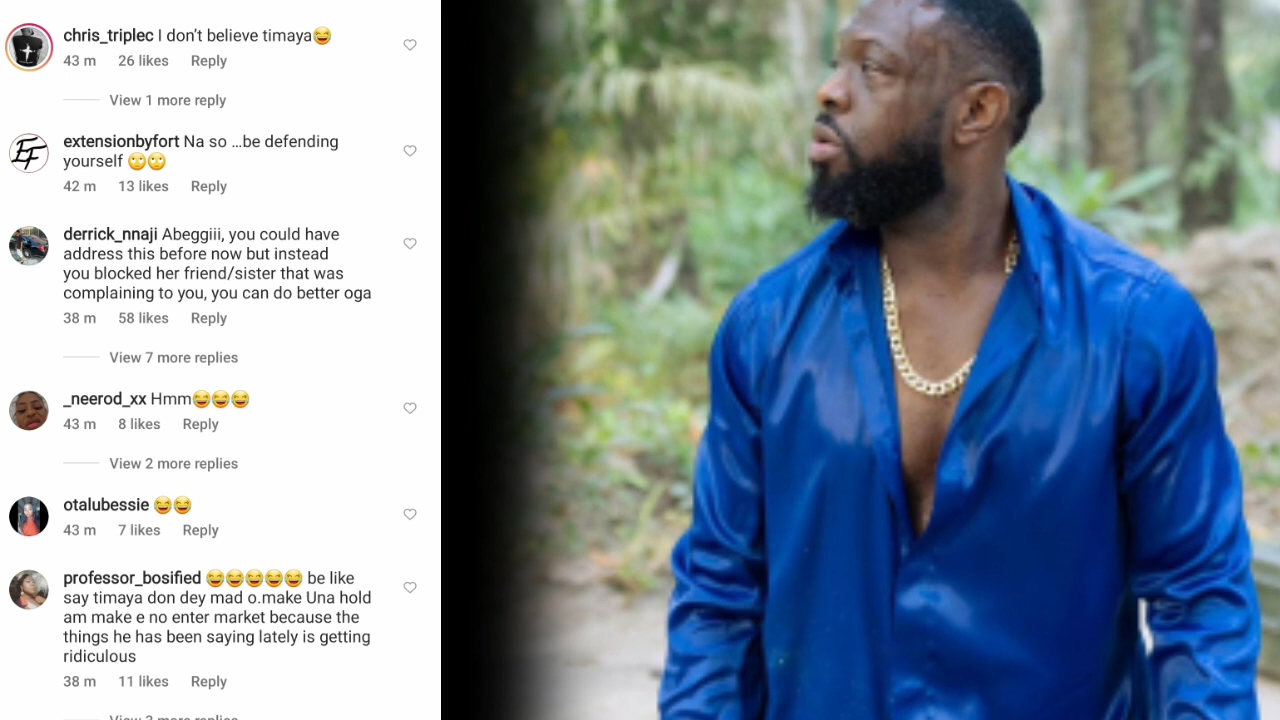 chris_triplec I don't believe timaya😂
43 m 26 likes Reply
View 1 more reply
extensionbyfort Na so ...be defending
yourself 🙄🙄
42 m 13 likes Reply
derrick_nnaji Abeggiii, you could have
address this before now but instead
you blocked her friend/sister that was
complaining to you, you can do better oga
38 m 58 likes Reply
View 7 more replies
_neerod_xx Hmm😂😂😂
43 m 8 likes Reply
View 2 more replies
otalubessie 😆😆
43 m 7 likes Reply
professor_bosified 😂😂😂😂😂 be like
say timaya don dey mad o.make Una hold
am make e no enter market because the
things he has been saying lately is getting
ridiculous
38 m 11 likes Reply
View 3 more replies